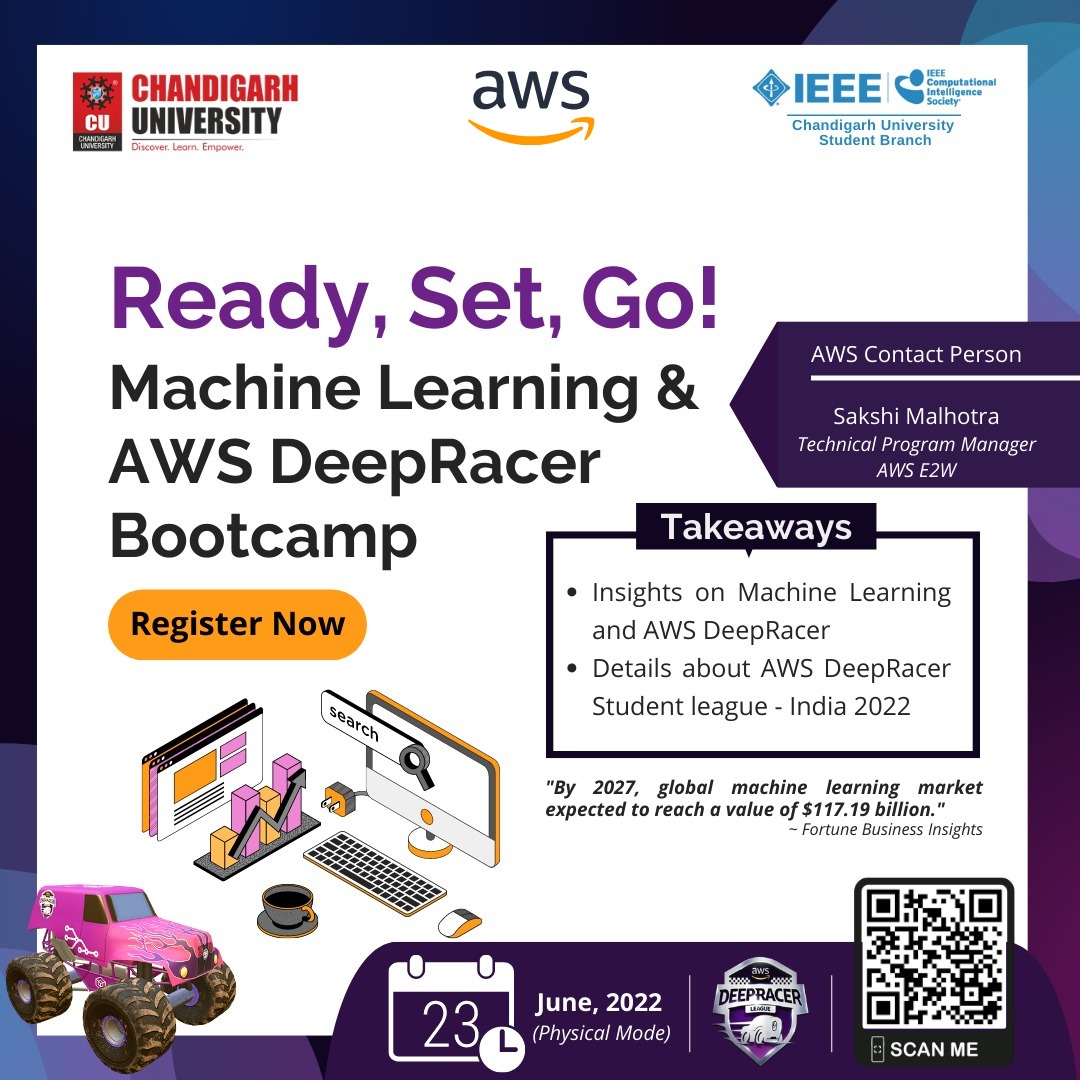 CHANDIGARH
UNIVERSITY
Discover. Learn. Empower.
CU
CHANDIGARH
UNIVERSITY
aws
IEEE
IEEE
Computational
Intelligence
Society
Chandigarh University
Student Branch
Ready, Set, Go!
Machine Learning &
AWS DeepRacer
Bootcamp
Register Now
AWS Contact Person
Sakshi Malhotra
Technical Program Manager
AWS E2W
Takeaways
• Insights on Machine Learning
and AWS DeepRacer
• Details about AWS DeepRacer
Student league - India 2022
"By 2027, global machine learning market
expected to reach a value of $117.19 billion."
~ Fortune Business Insights
search
23
June, 2022
(Physical Mode)
aws
DEEPRACER
LEAGUE
SCAN ME